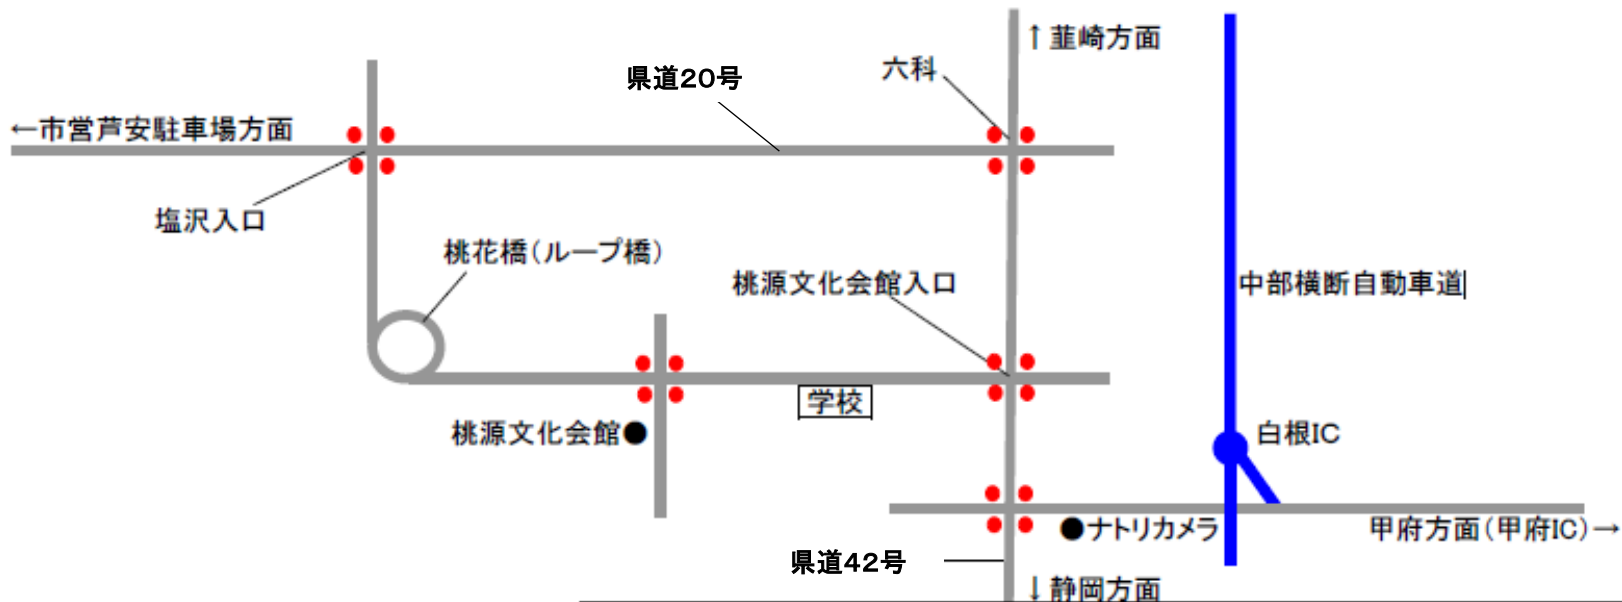 ↑韮崎方面
六科
県道20号
←市営芦安駐車場方面
塩沢入口
桃花橋(ループ橋)
桃源文化会館入口
中部横断自動車道
学校
桃源文化会館●
白根IC
●ナトリカメラ
甲府方面(甲府IC)→
県道42号
↓静岡方面